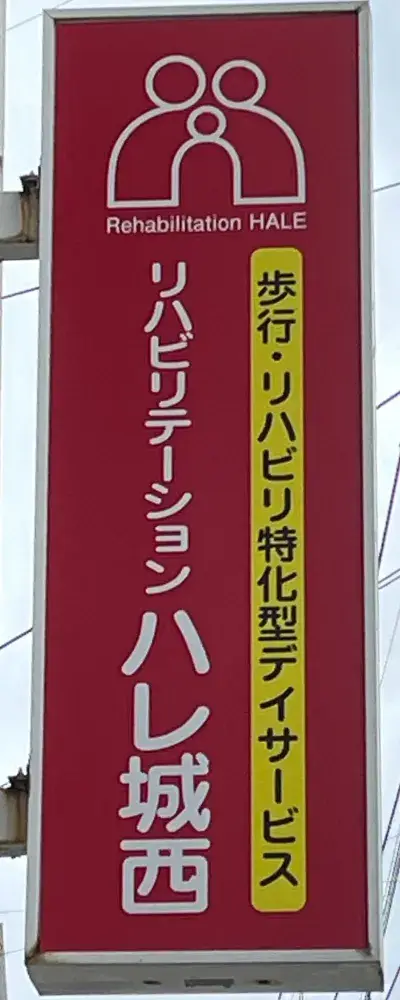 Rehabilitation HALE
歩行・リハビリ特化型デイサービス
リハビリテーション ハレ城西